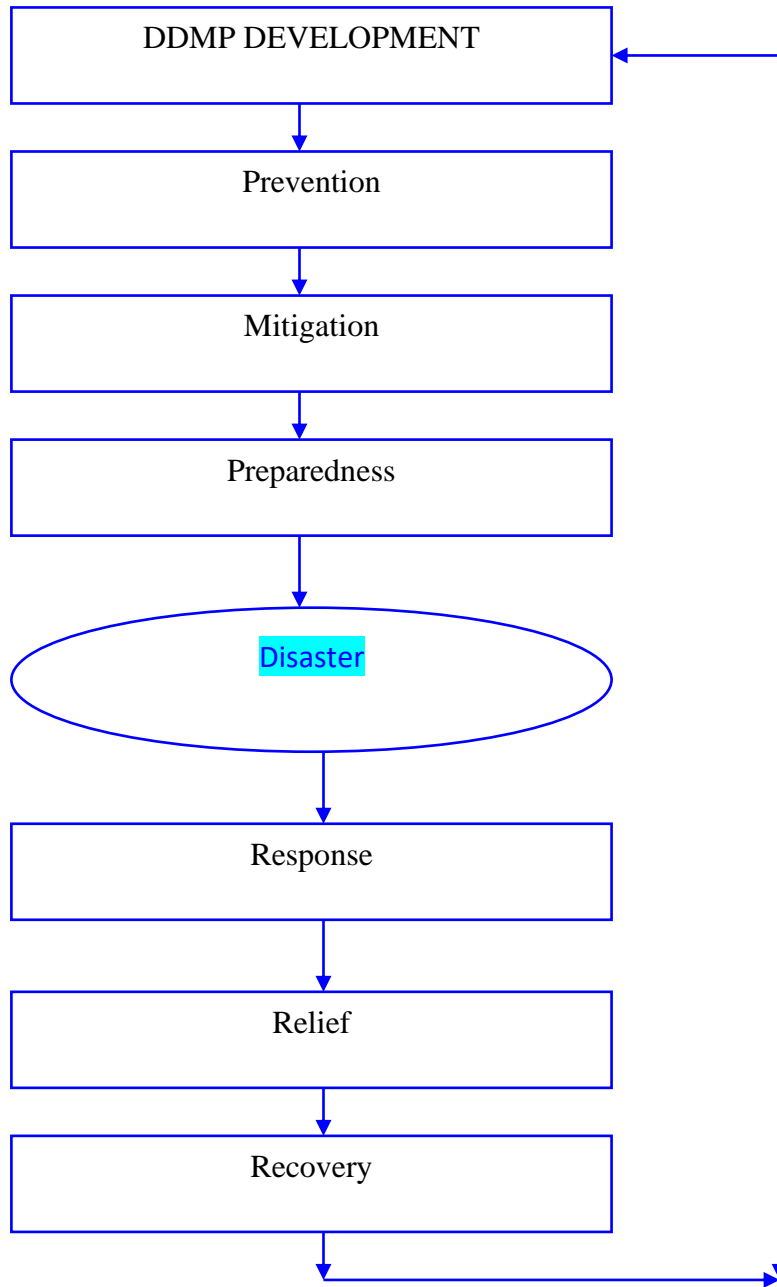 DDMP DEVELOPMENT
Prevention
Mitigation
Preparedness
Disaster
Response
Relief
Recovery